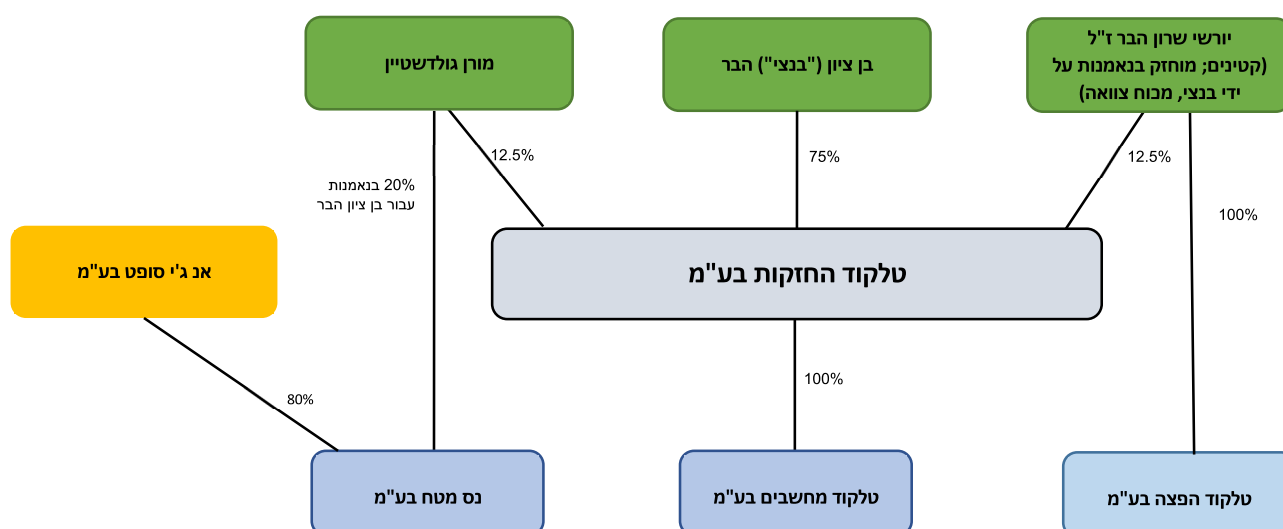 יורשי שרון הבר ז"ל
(קטינים; מוחזק בנאמנות על
ידי בנצי, מכוח צוואה)
בן ציון ("בנצי") הבר
מורן גולדשטיין
12.5%
75%
12.5%
20% בנאמנות
עבור בן ציון הבר
100%
טלקוד החזקות בע"מ
אנ ג'י סופט בע"מ
100%
80%
טלקוד הפצה בע"מ
טלקוד מחשבים בע"מ
נס מטח בע"מ